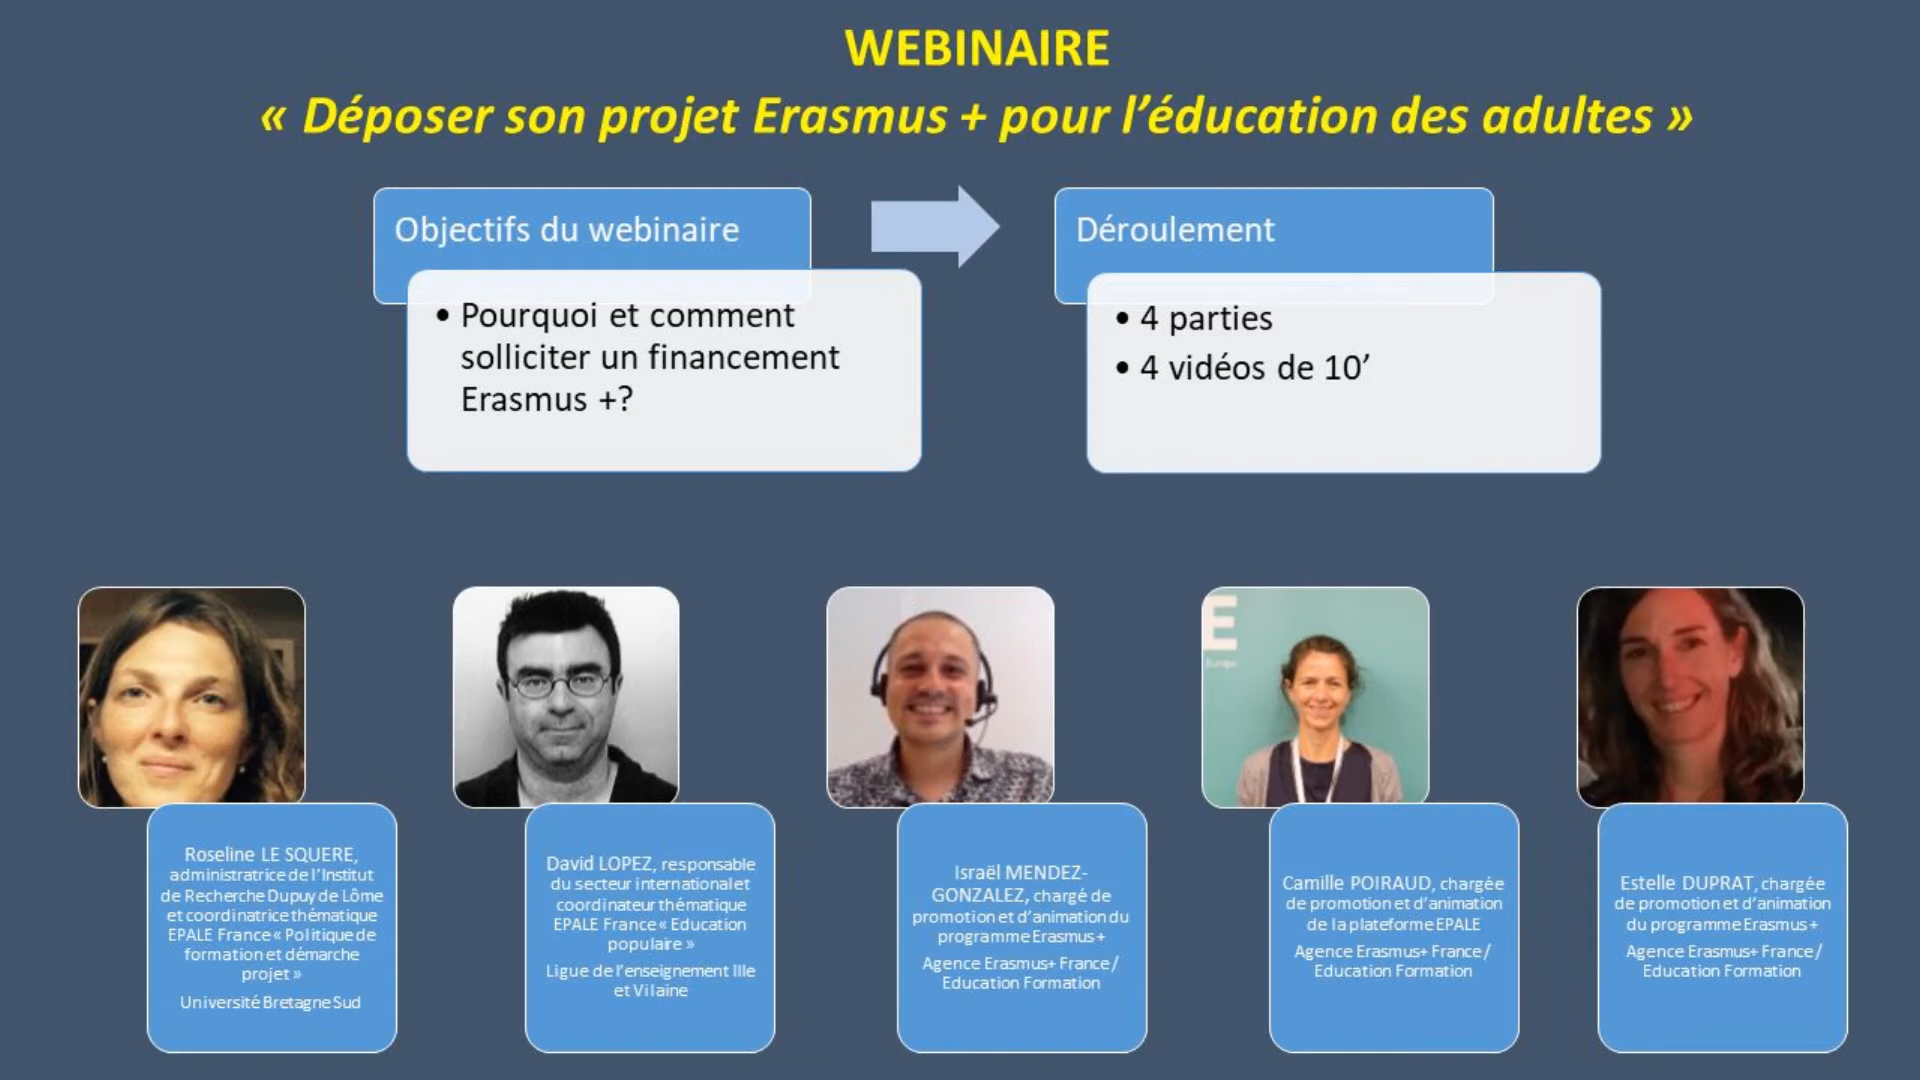 WEBINAIRE
« Déposer son projet Erasmus + pour l’éducation des adultes »
Objectifs du webinaire
• Pourquoi et comment
solliciter un financement
Erasmus +?
Déroulement
• 4 parties
• 4 vidéos de 10’
E
Europe
Roseline LE SQUERE,
administratrice de l’Institut
de Recherche Dupuy de Lôme
et coordinatrice thématique
EPALE France « Politique de
formation et démarche
projet »
Université Bretagne Sud
David LOPEZ, responsable
du secteur international et
coordinateur thématique
EPALE France « Education
populaire »
Ligue de l’enseignement Ille
et Vilaine
Israël MENDEZ-
GONZALEZ, chargé de
promotion et d’animation du
programme Erasmus +
Agence Erasmus+ France /
Education Formation
Camille POIRAUD, chargée
de promotion et d’animation
de la plateforme EPALE
Agence Erasmus+ France /
Education Formation
Estelle DUPRAT, chargée
de promotion et d’animation
du programme Erasmus +
Agence Erasmus+ France /
Education Formation